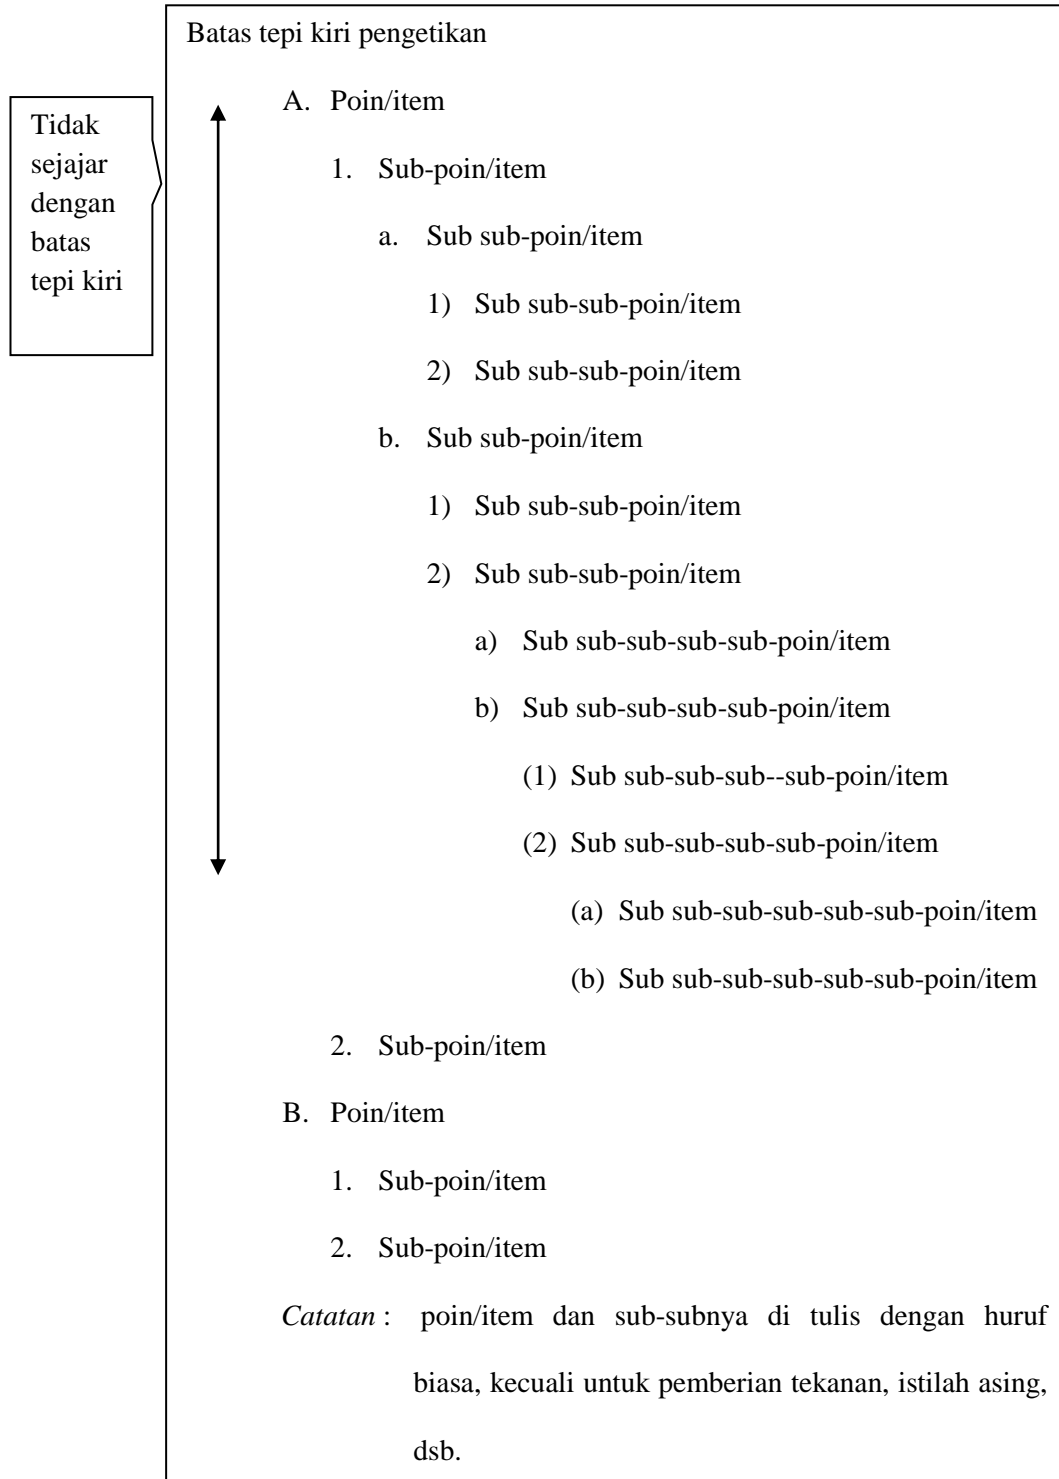 Batas tepi kiri pengetikan
Tidak
sejajar
dengan
batas
tepi kiri
A. Poin/item
1. Sub-poin/item
a. Sub sub-poin/item
1) Sub sub-sub-poin/item
2) Sub sub-sub-poin/item
b. Sub sub-poin/item
1) Sub sub-sub-poin/item
2) Sub sub-sub-poin/item
a) Sub sub-sub-sub-sub-poin/item
b) Sub sub-sub-sub-sub-poin/item
(1) Sub sub-sub-sub--sub-poin/item
(2) Sub sub-sub-sub-sub-poin/item
(a) Sub sub-sub-sub-sub-sub-poin/item
(b) Sub sub-sub-sub-sub-sub-poin/item
2. Sub-poin/item
B. Poin/item
1. Sub-poin/item
2. Sub-poin/item
Catatan : poin/item dan sub-subnya di tulis dengan huruf
biasa, kecuali untuk pemberian tekanan, istilah asing,
dsb.